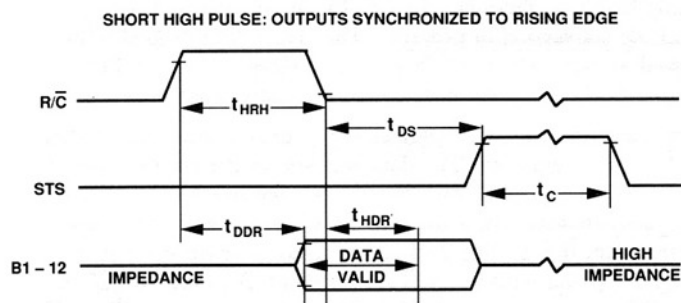 SHORT HIGH PULSE: OUTPUTS SYNCHRONIZED TO RISING EDGE
R/C̅
tHRH
tDS
STS
tC
tDDR
tHDR
B1 – 12
IMPEDANCE
DATA
VALID
HIGH
IMPEDANCE